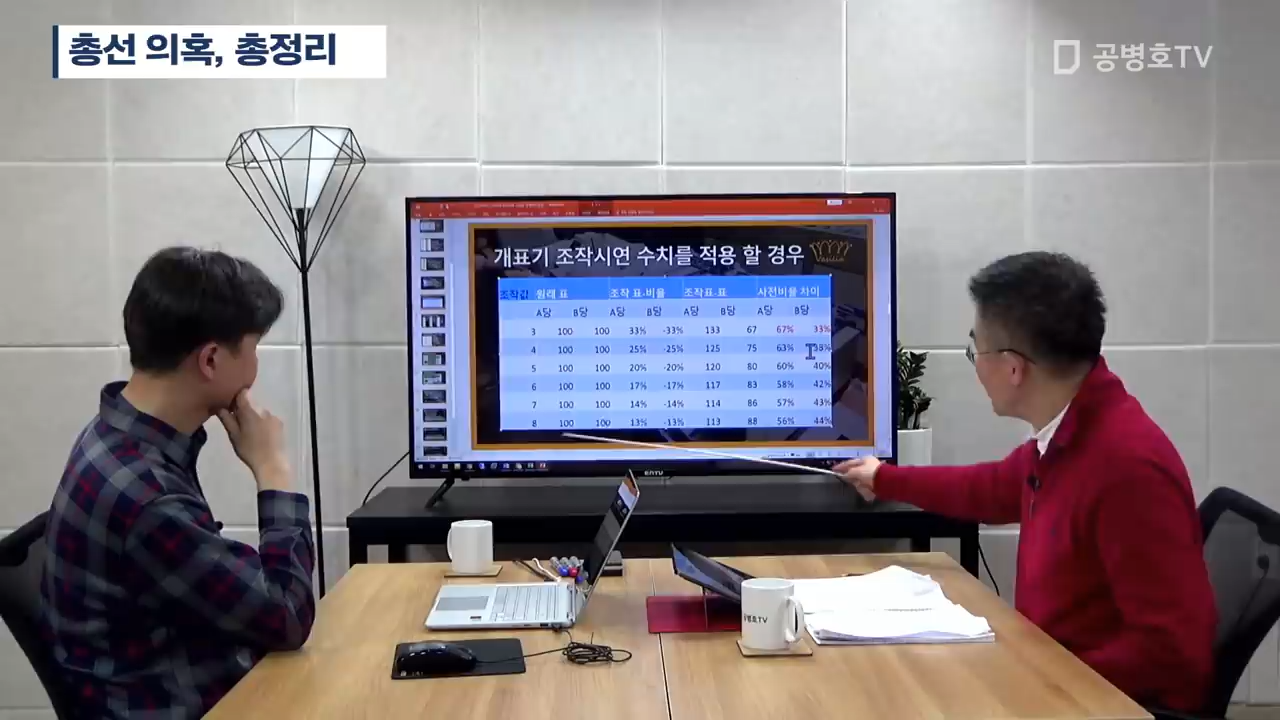 총선 의혹, 총정리
공병호TV
개표기 조작시연 수치를 적용 할 경우
조작값 원래 표 조작 표-비율 조작표-표 사전비율 차이
A당 B당 A당 B당 A당 B당 A당 B당
3 100 100 33% -33% 133 67 67% 33%
4 100 100 25% -25% 125 75 63% 38%
5 100 100 20% -20% 120 80 60% 40%
6 100 100 17% -17% 117 83 58% 42%
7 100 100 14% -14% 114 86 57% 43%
8 100 100 13% -13% 113 88 56% 44%
공병호TV